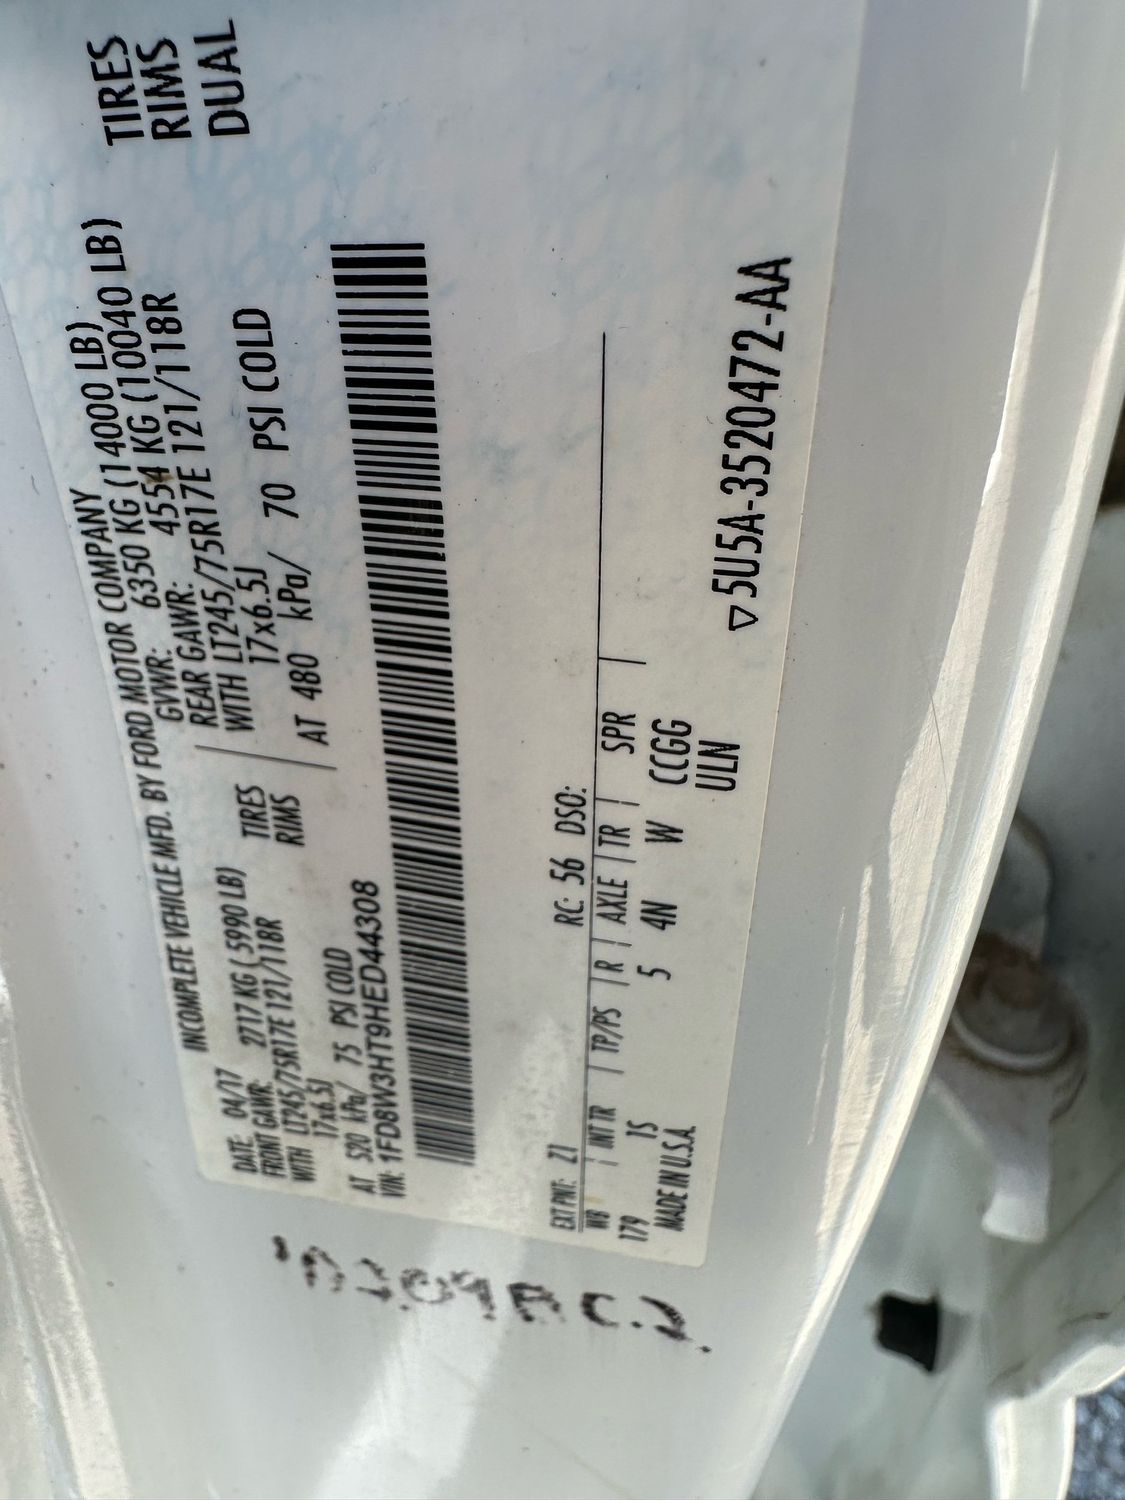 INCOMPLETE VEHICLE MFD. BY FORD MOTOR COMPANY
DATE: 04/17 GVWR: 6350 KG (14000 LB)
FRONT GAWR: 2717 KG (5990 LB) REAR GAWR: 4554 KG (10040 LB)
WITH LT245/75R17E 121/118R TIRES WITH LT245/75R17E 121/118R TIRES
17x6.5J RIMS 17x6.5J RIMS
AT 520 kPa/ 75 PSI COLD AT 480 kPa/ 70 PSI COLD DUAL
VIN: 1FD8W3HT9HED44308
EXT PNT: Z1 RC: 56 DSO:
WB INT TR TP/PS R AXLE TR SPR
179 1S 5 4N W CCGG
MADE IN U.S.A. ULN
▽5U5A-3520472-AA